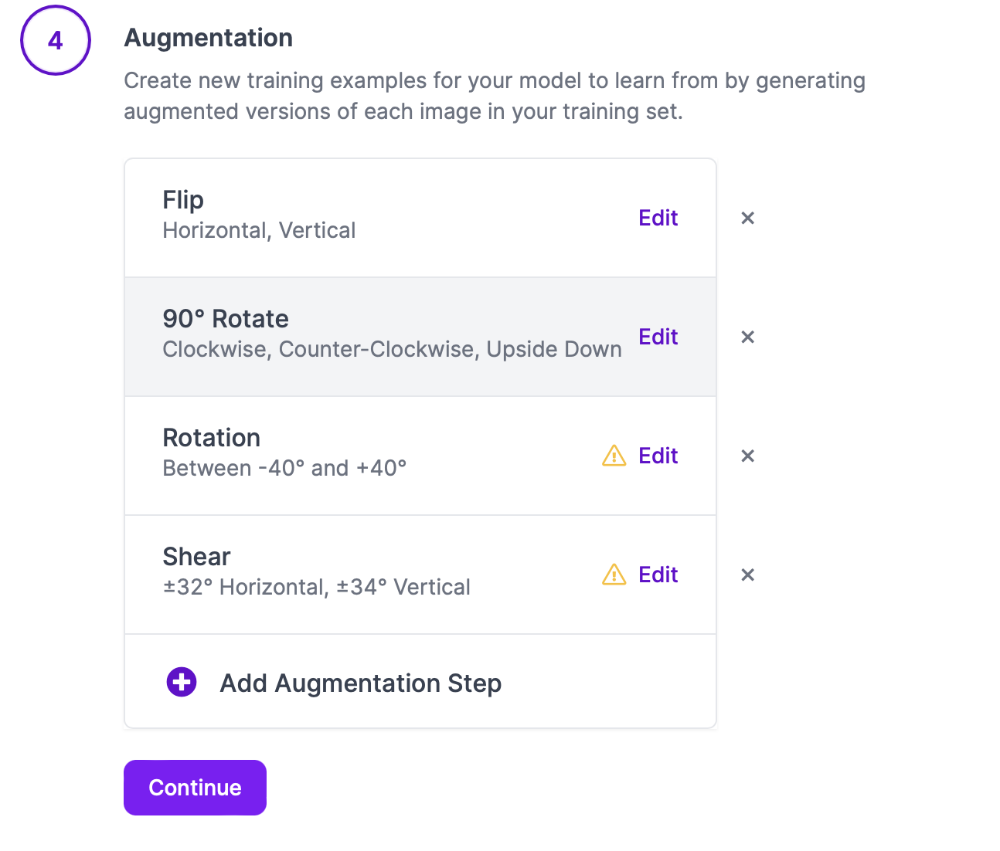 4
Augmentation
Create new training examples for your model to learn from by generating
augmented versions of each image in your training set.
Flip
Horizontal, Vertical
Edit
×
90° Rotate
Clockwise, Counter-Clockwise, Upside Down
Edit
×
Rotation
Between -40° and +40°
Edit
×
Shear
±32° Horizontal, ±34° Vertical
Edit
×
Add Augmentation Step
Continue